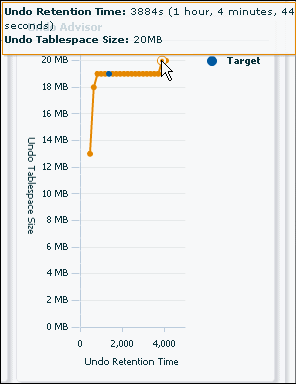 Undo Retention Time: 3884s (1 hour, 4 minutes, 44
seconds)
Advisor
Undo Tablespace Size: 20MB
20 MB
Target
18 MB
16 MB
14 MB
12 MB
10 MB
8 MB
6 MB
4 MB
2 MB
0 MB
Undo Tablespace Size
0 2,000 4,000
Undo Retention Time